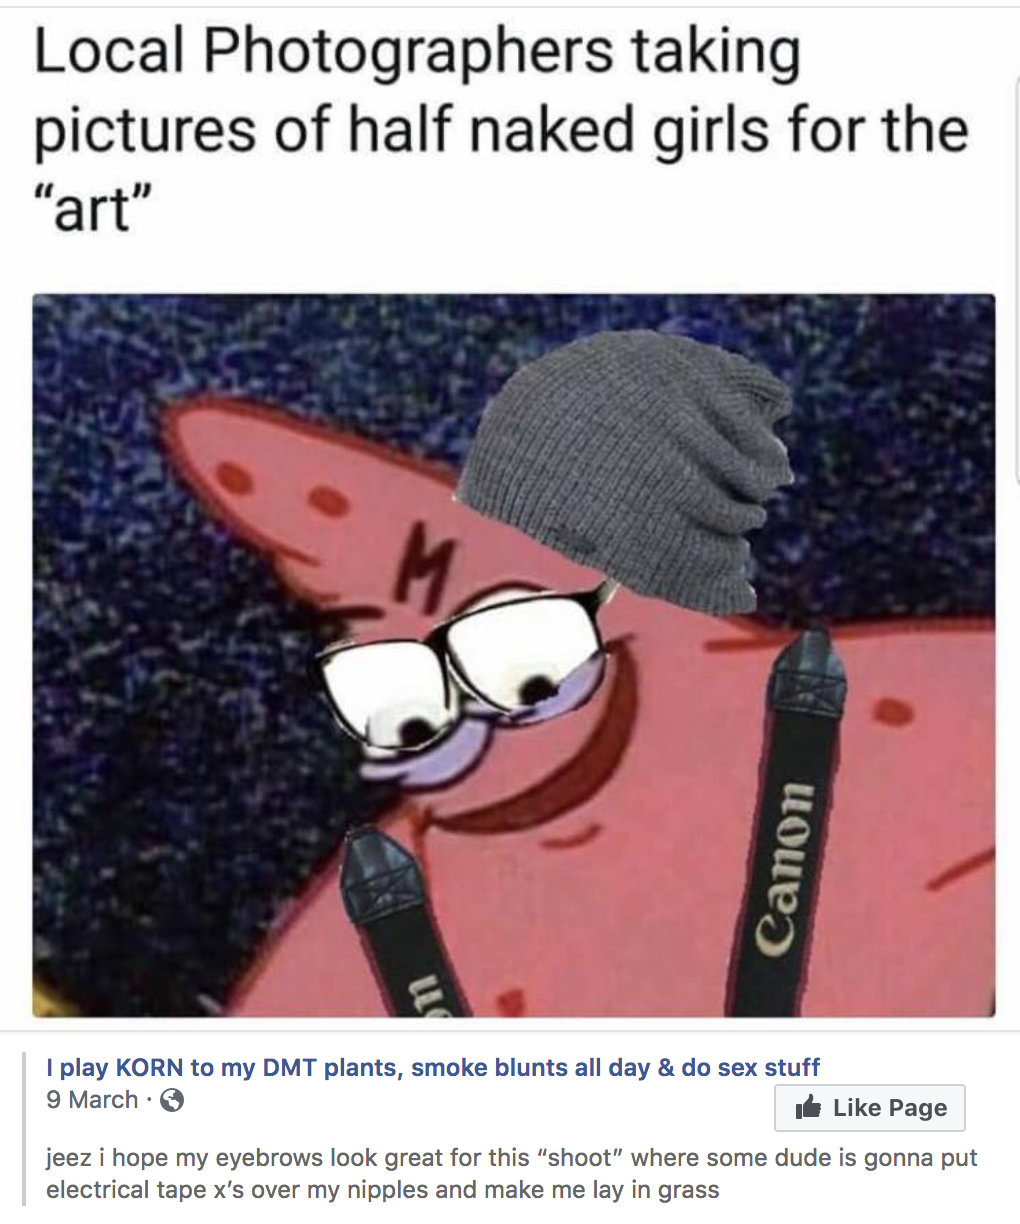 Local Photographers taking
pictures of half naked girls for the
“art”
Canon
on
I play KORN to my DMT plants, smoke blunts all day & do sex stuff
9 March ·
Like Page
jeez i hope my eyebrows look great for this “shoot” where some dude is gonna put
electrical tape x’s over my nipples and make me lay in grass